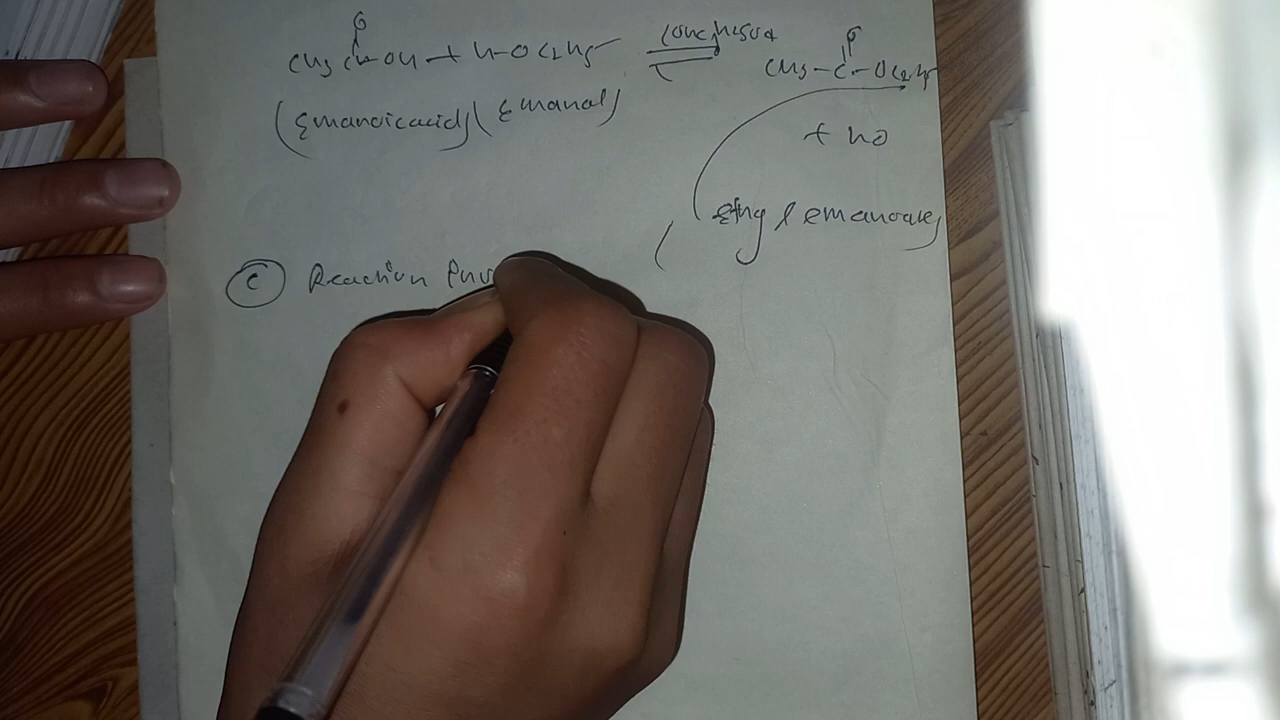 O O
CH3 C-OH + H-OC2H5 ⇌ conc H2SO4 CH3-C-OC2H5
(Ethanoic acid) (Ethanol) + H2O
(Ethyl ethanoate)
(C) Reaction